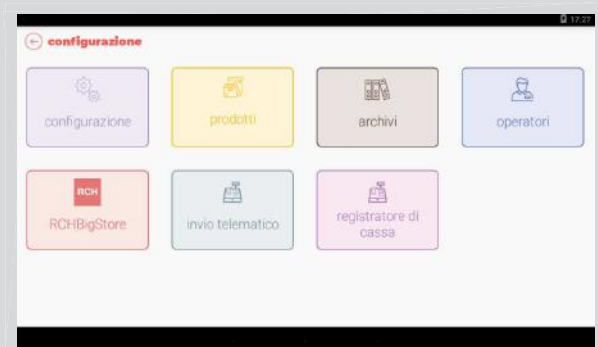 17:27
configurazione
configurazione
prodotti
archivi
operatori
RCH
RCHBigStore
invio telematico
registratore di
cassa